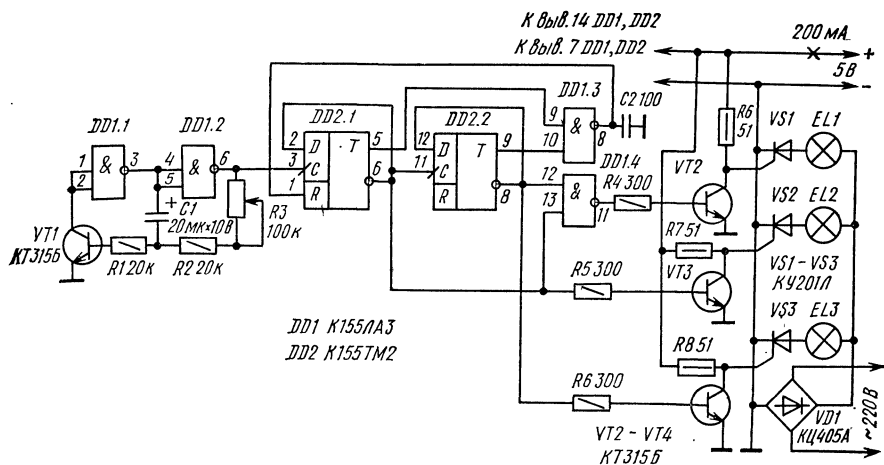 К выв. 14 DD1, DD2
К выв. 7 DD1, DD2
200 мА
+
5В
-
DD1.1
DD1.2
DD2.1
DD2.2
DD1.3
C2 100
DD1.4
1
2
&
3
4
5
&
6
2
3
1
D
C
R
T
5
6
12
11
D
C
R
T
9
8
9
10
&
8
12
13
&
11
+
C1
20мк×10В
R3
100к
VT1
КТ315Б
R1 20к
R2 20к
R4 300
R5 300
R6 300
VT2
R6
51
R7 51
VT3
R8 51
VS1
EL1
VS2
EL2
VS1-VS3
КУ201Л
VS3
EL3
DD1 К155ЛА3
DD2 К155ТМ2
VT2-VT4
КТ315Б
VD1
КЦ405А
~220В